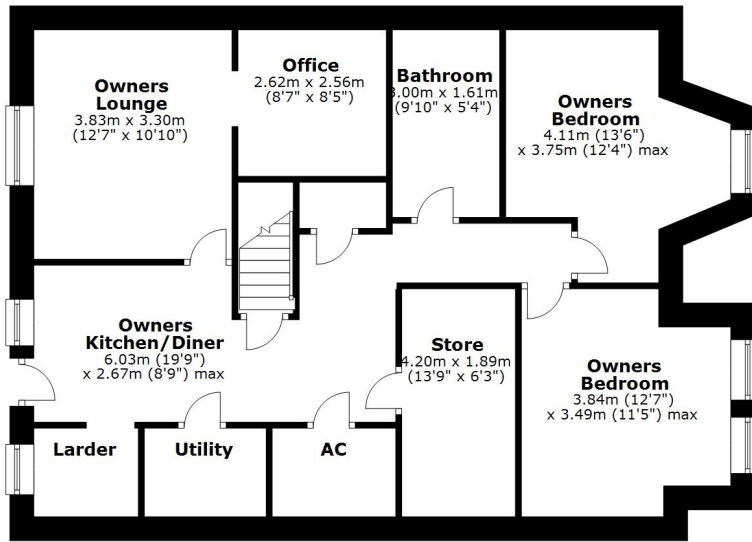 Owners
Lounge
3.83m x 3.30m
(12'7" x 10'10")
Office
2.62m x 2.56m
(8'7" x 8'5")
Bathroom
3.00m x 1.61m
(9'10" x 5'4")
Owners
Bedroom
4.11m (13'6")
x 3.75m (12'4") max
Owners
Kitchen/Diner
6.03m (19'9")
x 2.67m (8'9") max
Store
4.20m x 1.89m
(13'9" x 6'3")
Owners
Bedroom
3.84m (12'7")
x 3.49m (11'5") max
Larder
Utility
AC